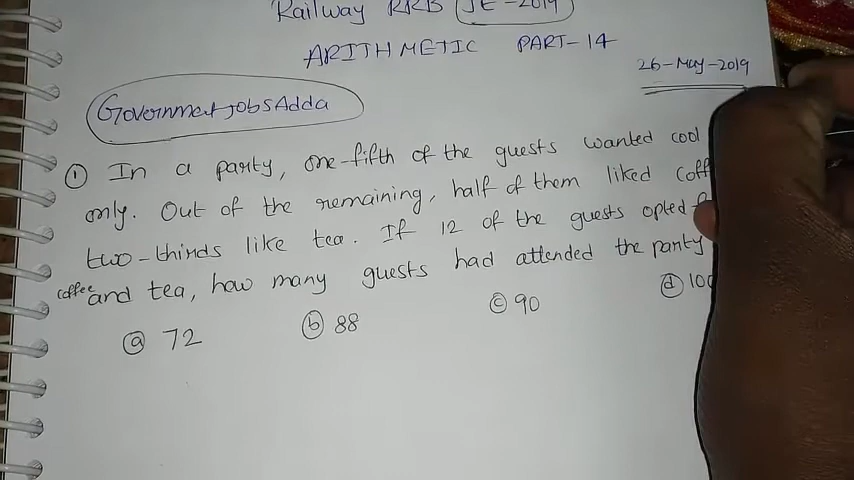 Railway RRB JE-2019
ARITHMETIC PART-14
26-May-2019
GovernmentJobsAdda
① In a party, one-fifth of the guests wanted cool
only. Out of the remaining, half of them liked
two-thirds like tea. If 12 of the guests opted
coffee and tea, how many guests had attended the party
ⓐ 72 ⓑ 88 ⓒ 90 ⓓ